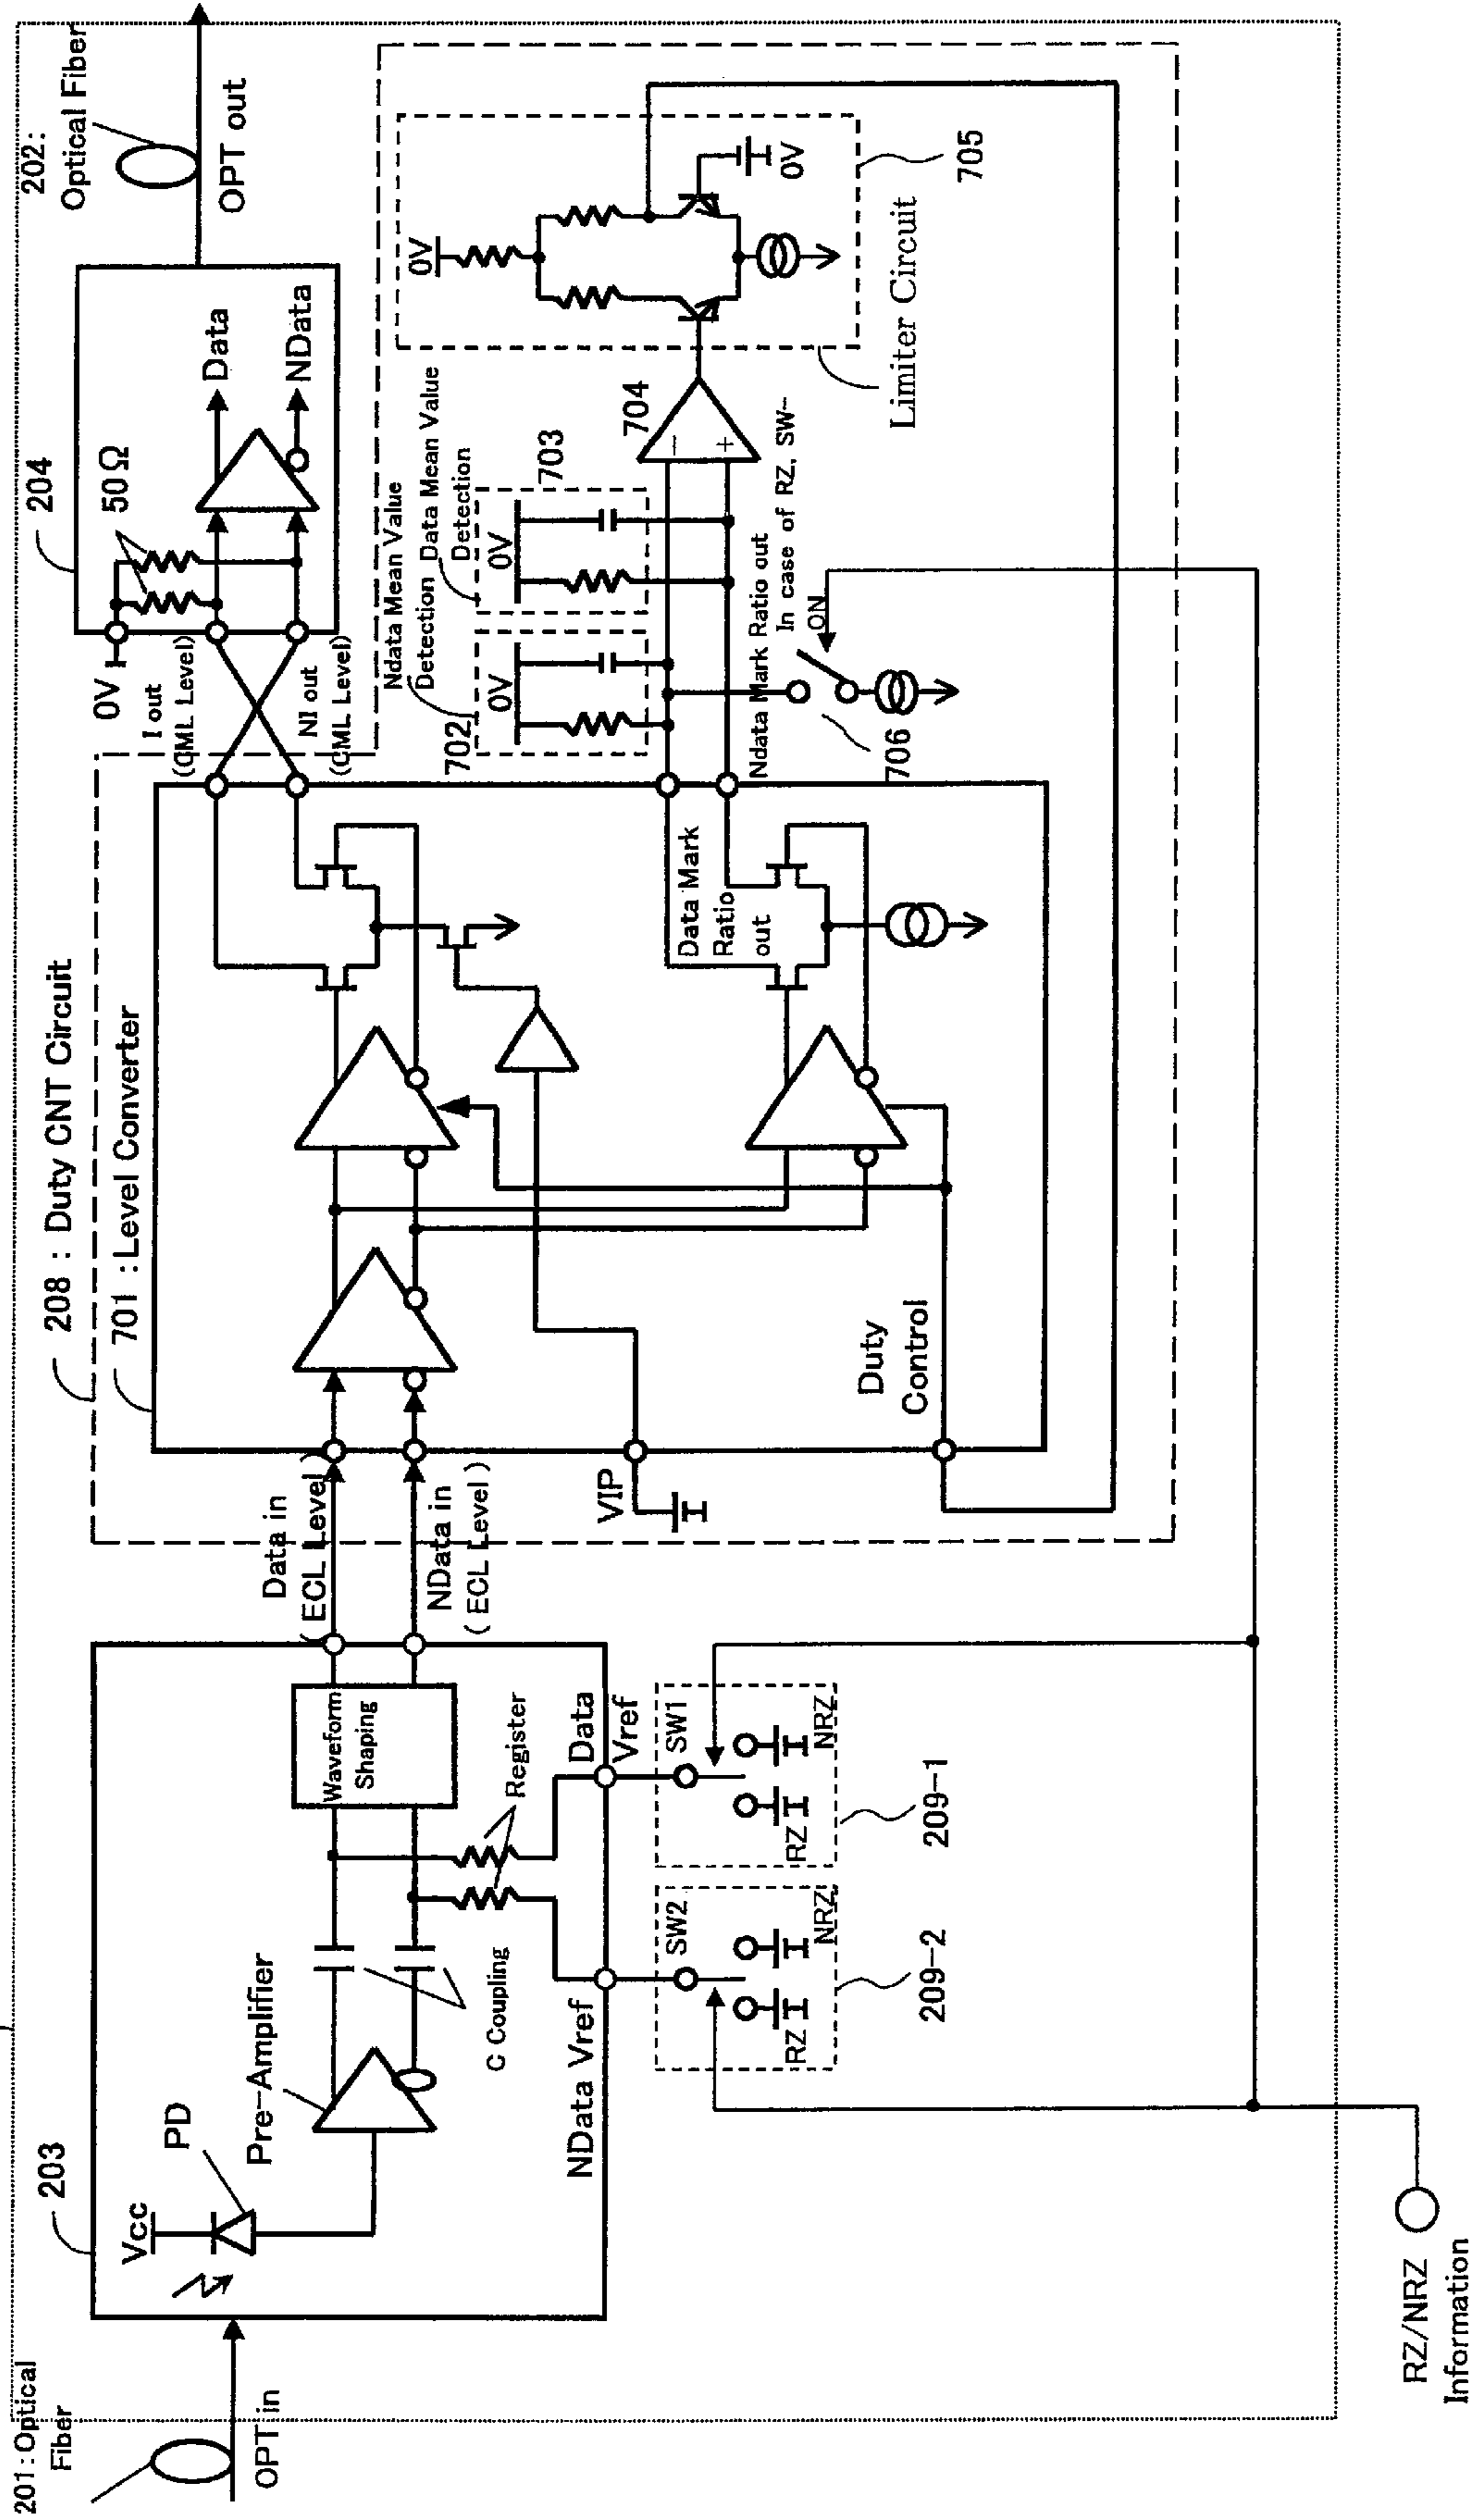 201:Optical
Fiber
OPT in
203
Vcc
PD
Pre-Amplifier
C Coupling
Waveform
Shaping
Register
NData Vref
Data
Vref
SW2
RZ
NRZ
209-2
SW1
RZ
NRZ
209-1
RZ/NRZ
Information
Data in
(ECL Level)
NData in
(ECL Level)
VIP
208 : Duty CNT Circuit
701 :Level Converter
Duty
Control
Data Mark
Ratio
out
Ndata Mark Ratio out
In case of RZ, SW-
ON
706
0V
I out
(CML Level)
NI out
(CML Level)
204
50Ω
Data
NData
202:
Optical Fiber
OPT out
Ndata Mean Value
Detection
702
0V
Data Mean Value
Detection
703
0V
704
−
+
0V
0V
705
Limiter Circuit